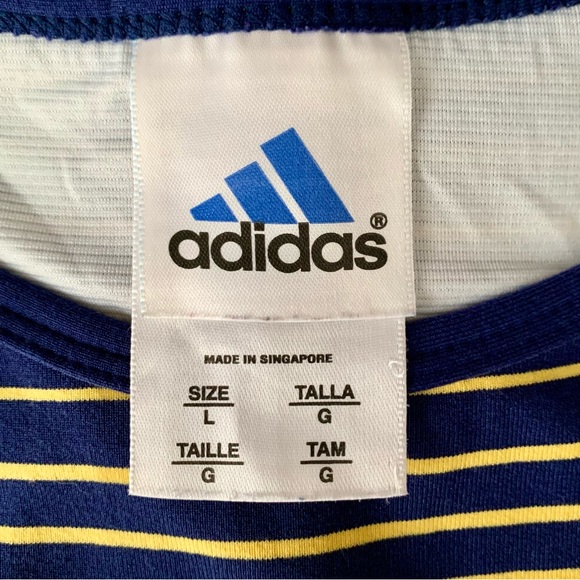 adidas®
MADE IN SINGAPORE
SIZE TALLA
L G
TAILLE TAM
G G